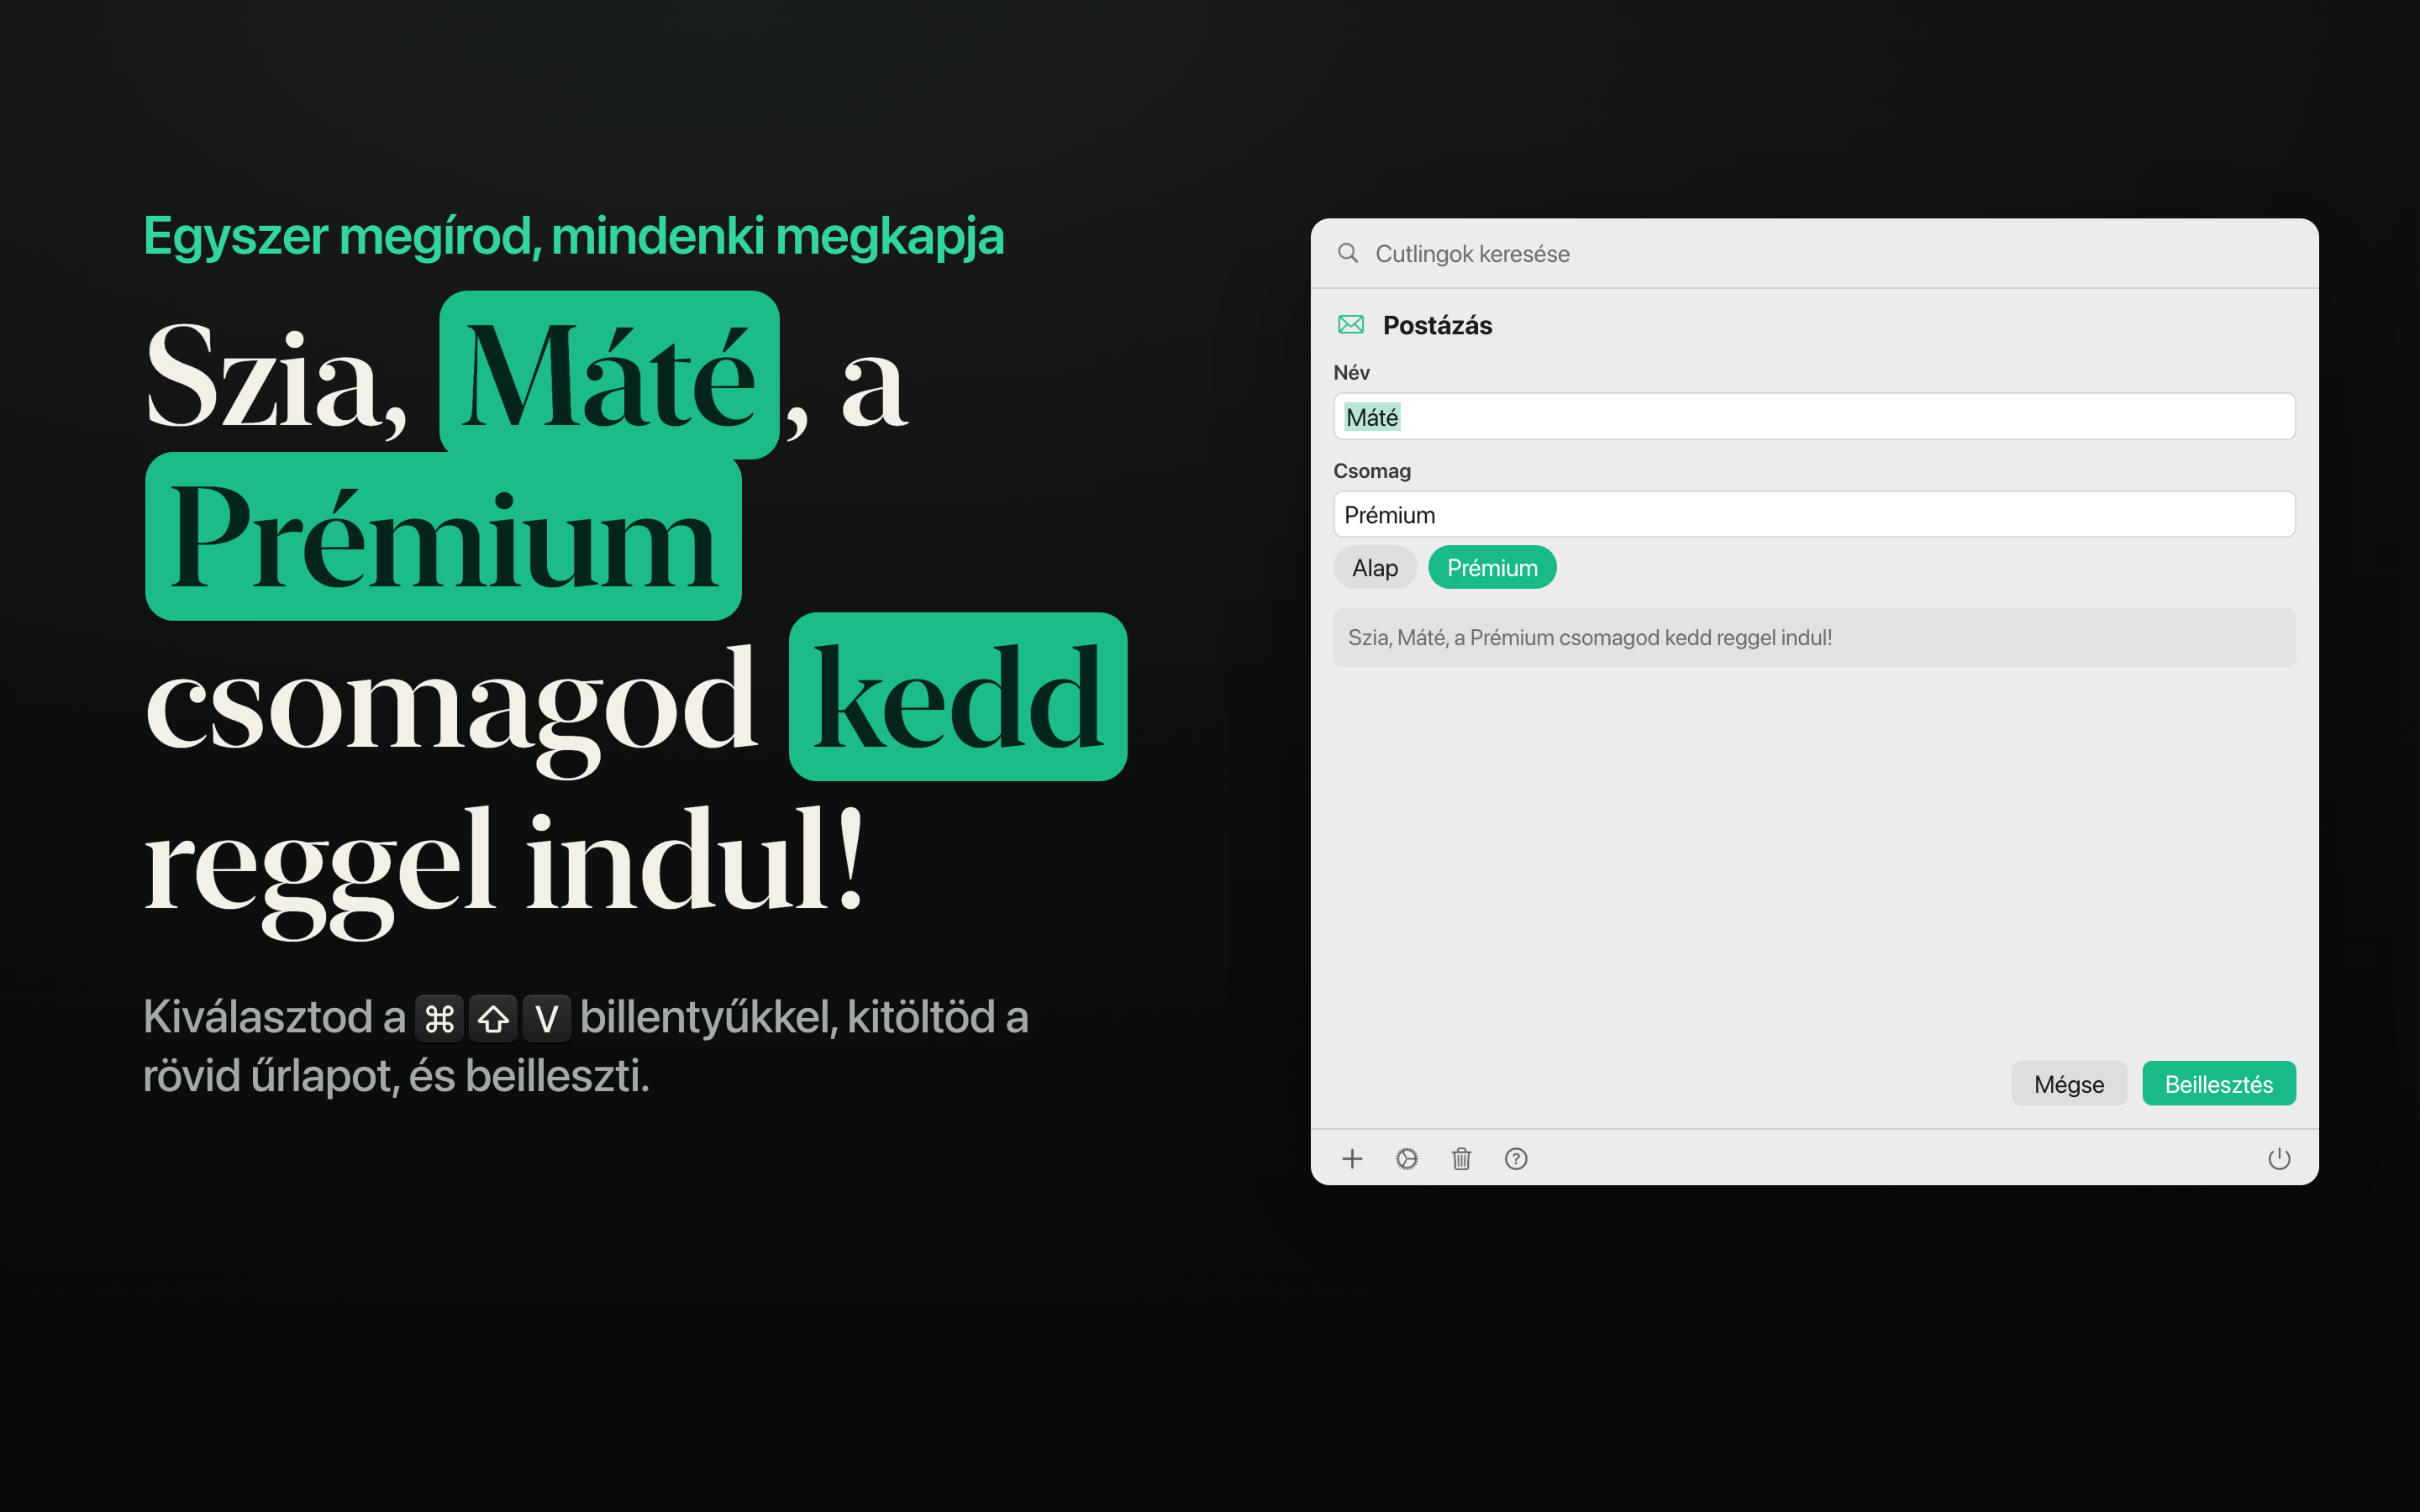 Egyszer megírod, mindenki megkapja
Szia, Máté, a
Prémium
csomagod kedd
reggel indul!
Kiválasztod a ⌘ ⇧ V billentyűkkel, kitöltöd a
rövid űrlapot, és beilleszti.
Cutlingok keresése
Postázás
Név
Máté
Csomag
Prémium
Alap Prémium
Szia, Máté, a Prémium csomagod kedd reggel indul!
Mégse Beillesztés